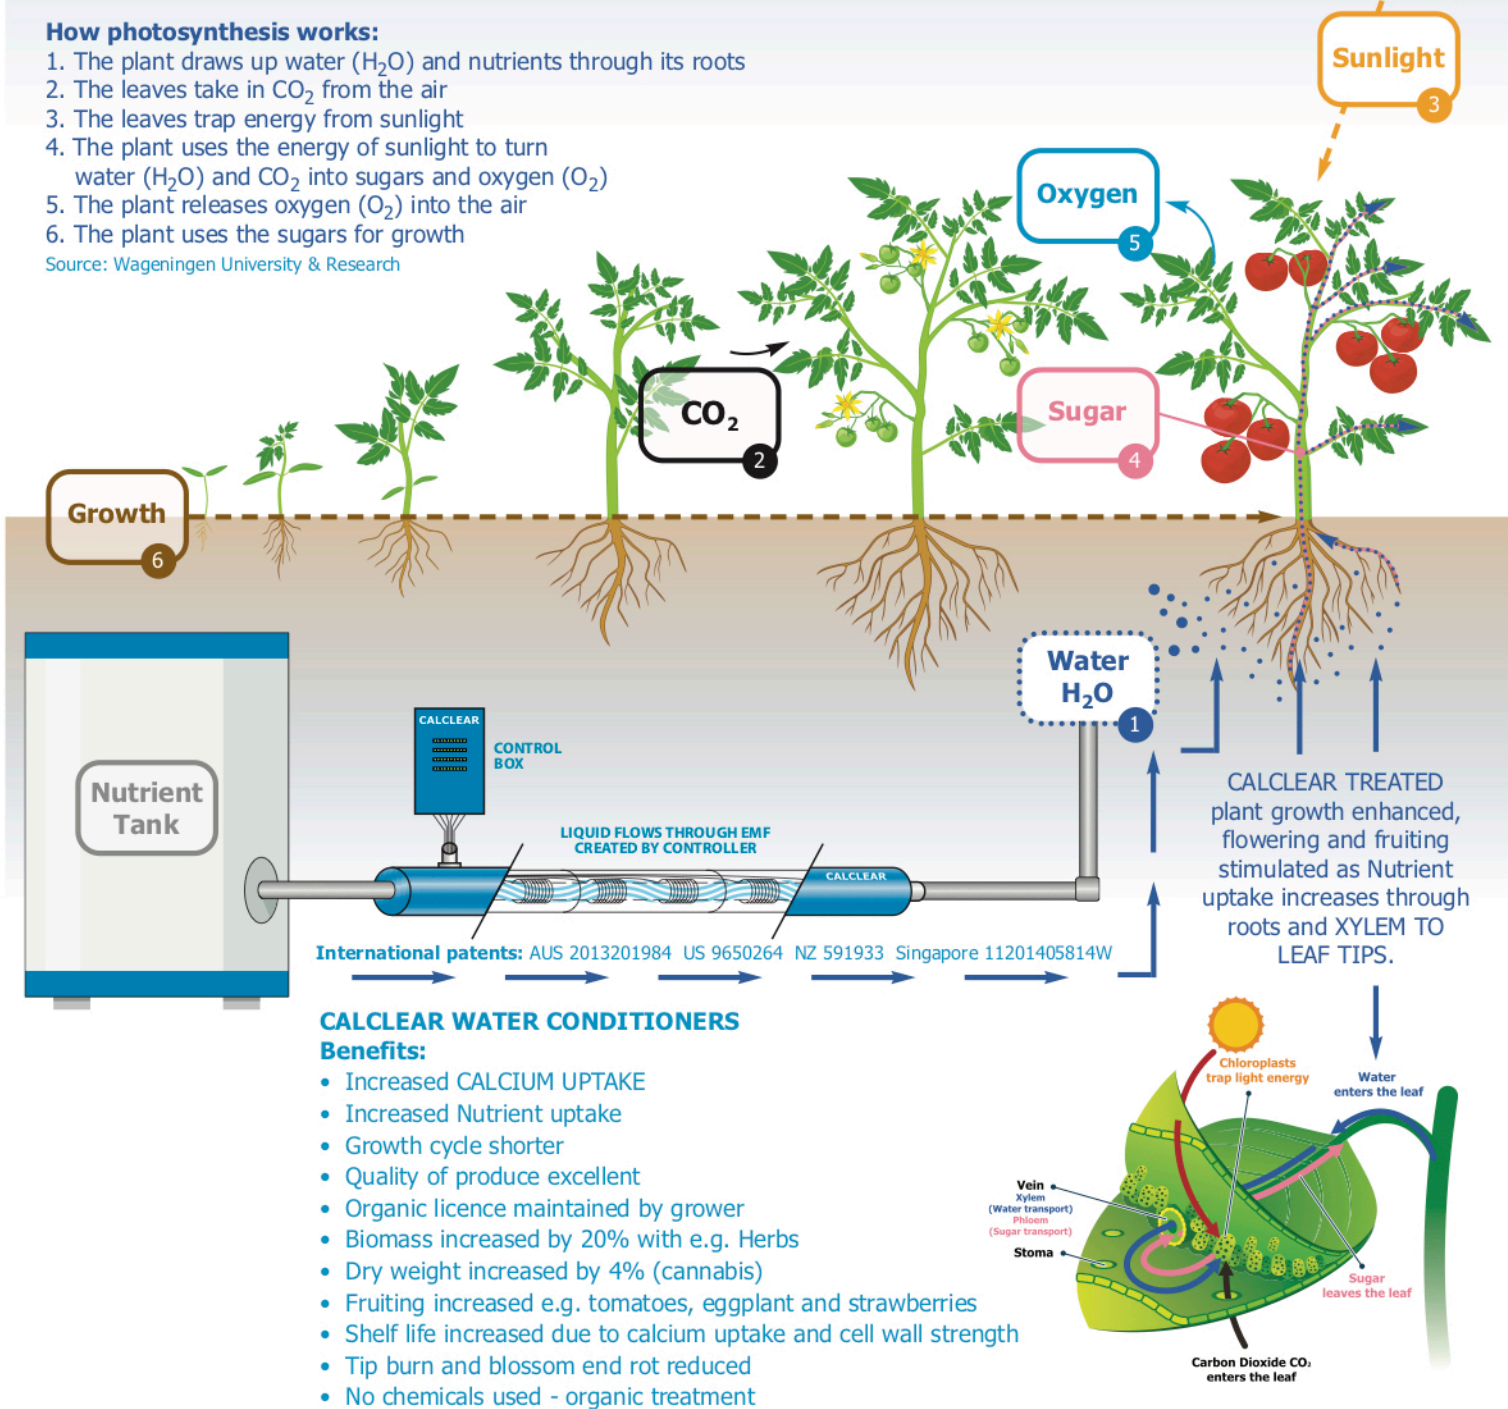 How photosynthesis works:
1. The plant draws up water (H₂O) and nutrients through its roots
2. The leaves take in CO₂ from the air
3. The leaves trap energy from sunlight
4. The plant uses the energy of sunlight to turn
water (H₂O) and CO₂ into sugars and oxygen (O₂)
5. The plant releases oxygen (O₂) into the air
6. The plant uses the sugars for growth
Source: Wageningen University & Research
Sunlight
3
Oxygen
5
CO₂
2
Sugar
4
Growth
6
Water
H₂O
1
Nutrient
Tank
CALCLEAR
CONTROL
BOX
LIQUID FLOWS THROUGH EMF
CREATED BY CONTROLLER
CALCLEAR
International patents: AUS 2013201984 US 9650264 NZ 591933 Singapore 11201405814W
CALCLEAR TREATED
plant growth enhanced,
flowering and fruiting
stimulated as Nutrient
uptake increases through
roots and XYLEM TO
LEAF TIPS.
CALCLEAR WATER CONDITIONERS
Benefits:
• Increased CALCIUM UPTAKE
• Increased Nutrient uptake
• Growth cycle shorter
• Quality of produce excellent
• Organic licence maintained by grower
• Biomass increased by 20% with e.g. Herbs
• Dry weight increased by 4% (cannabis)
• Fruiting increased e.g. tomatoes, eggplant and strawberries
• Shelf life increased due to calcium uptake and cell wall strength
• Tip burn and blossom end rot reduced
• No chemicals used - organic treatment
Chloroplasts
trap light energy
Water
enters the leaf
Vein
Xylem
(Water transport)
Phloem
(Sugar transport)
Stoma
Sugar
leaves the leaf
Carbon Dioxide CO₂
enters the leaf